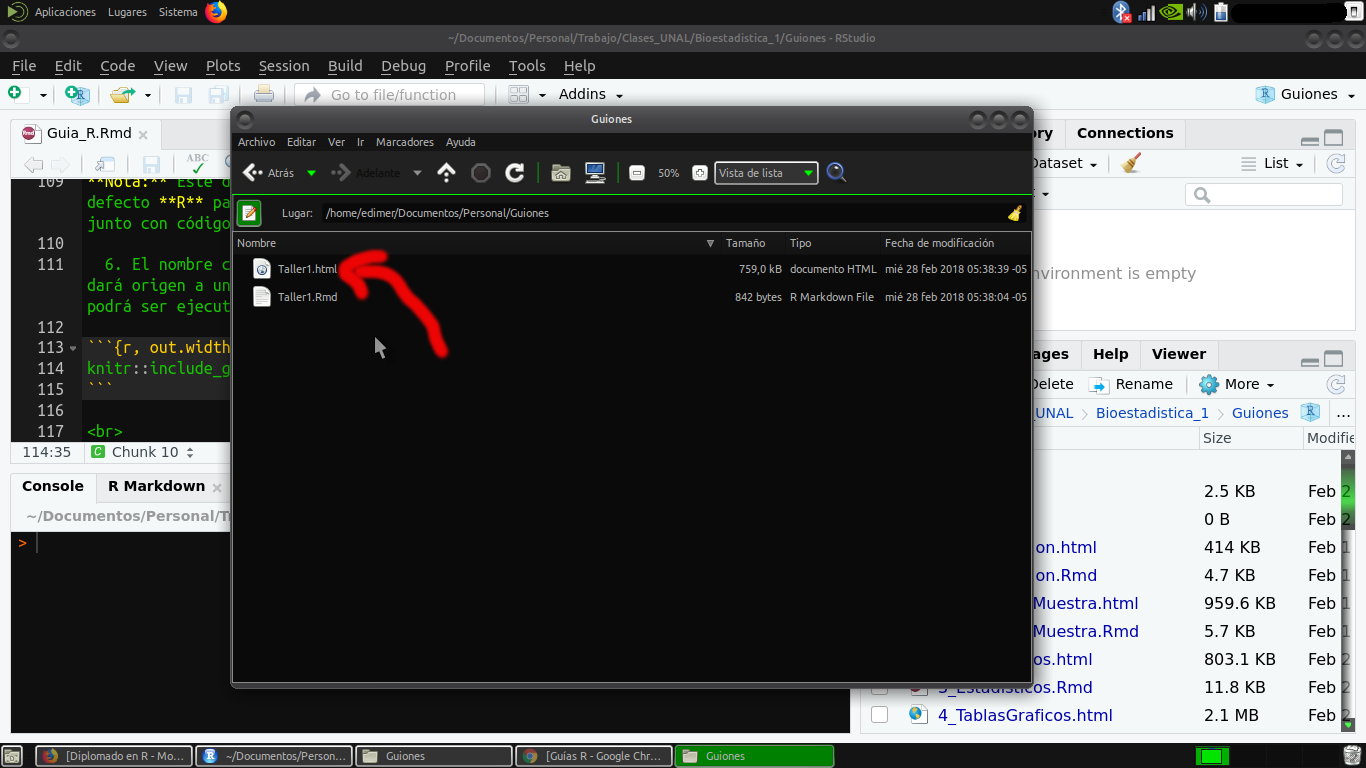 Aplicaciones Lugares Sistema
~/Documentos/Personal/Trabajo/Clases_UNAL/Bioestadistica_1/Guiones - RStudio
File Edit Code View Plots Session Build Debug Profile Tools Help
Go to file/function Addins Guiones
Guia_R.Rmd
ABC
109 **Nota:** Este d
defecto **R** pa
junto con código
110
111 6. El nombre c
dará origen a un
podrá ser ejecut
112
113 ```{r, out.width
114 knitr::include_g
115 ```
116
117 <br>
114:35 Chunk 10
Console R Markdown
~/Documentos/Personal/T
>
Guiones
Archivo Editar Ver Ir Marcadores Ayuda
Atrás Adelante 50% Vista de lista
Lugar: /home/edimer/Documentos/Personal/Guiones
Nombre Tamaño Tipo Fecha de modificación
Taller1.html 759,0 kB documento HTML mié 28 feb 2018 05:38:39 -05
Taller1.Rmd 842 bytes R Markdown File mié 28 feb 2018 05:38:04 -05
ry Connections
Dataset List
nvironment is empty
ages Help Viewer
Delete Rename More
_UNAL Bioestadistica_1 Guiones ...
Size Modifie
2.5 KB Feb 2
0 B Feb 2
on.html 414 KB Feb 1
on.Rmd 4.7 KB Feb 1
Muestra.html 959.6 KB Feb 1
Muestra.Rmd 5.7 KB Feb 1
os.html 803.1 KB Feb 2
3_Estadisticos.Rmd 11.8 KB Feb 2
4_TablasGraficos.html 2.1 MB Feb 2
[Diplomado en R - Mo... ~/Documentos/Person... Guiones [Guías R - Google Chr... Guiones